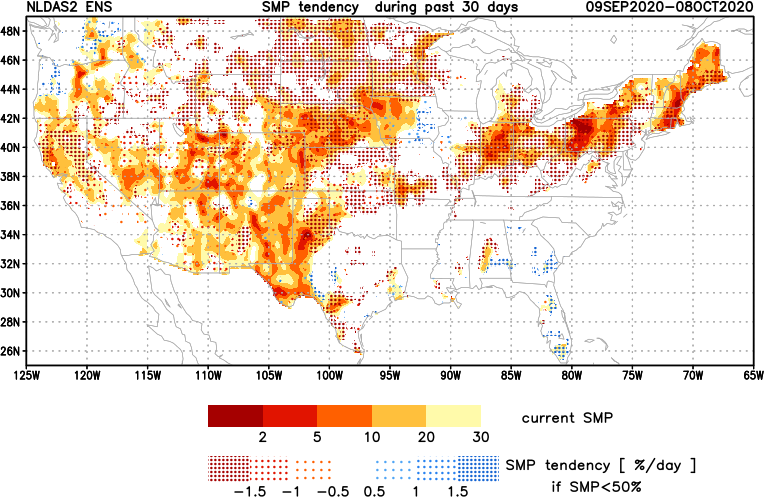 NLDAS2 ENS SMP tendency during past 30 days 09SEP2020-08OCT2020
48N
46N
44N
42N
40N
38N
36N
34N
32N
30N
28N
26N
125W 120W 115W 110W 105W 100W 95W 90W 85W 80W 75W 70W 65W
current SMP
2 5 10 20 30
SMP tendency [ %/day ]
-1.5 -1 -0.5 0.5 1 1.5
if SMP<50%